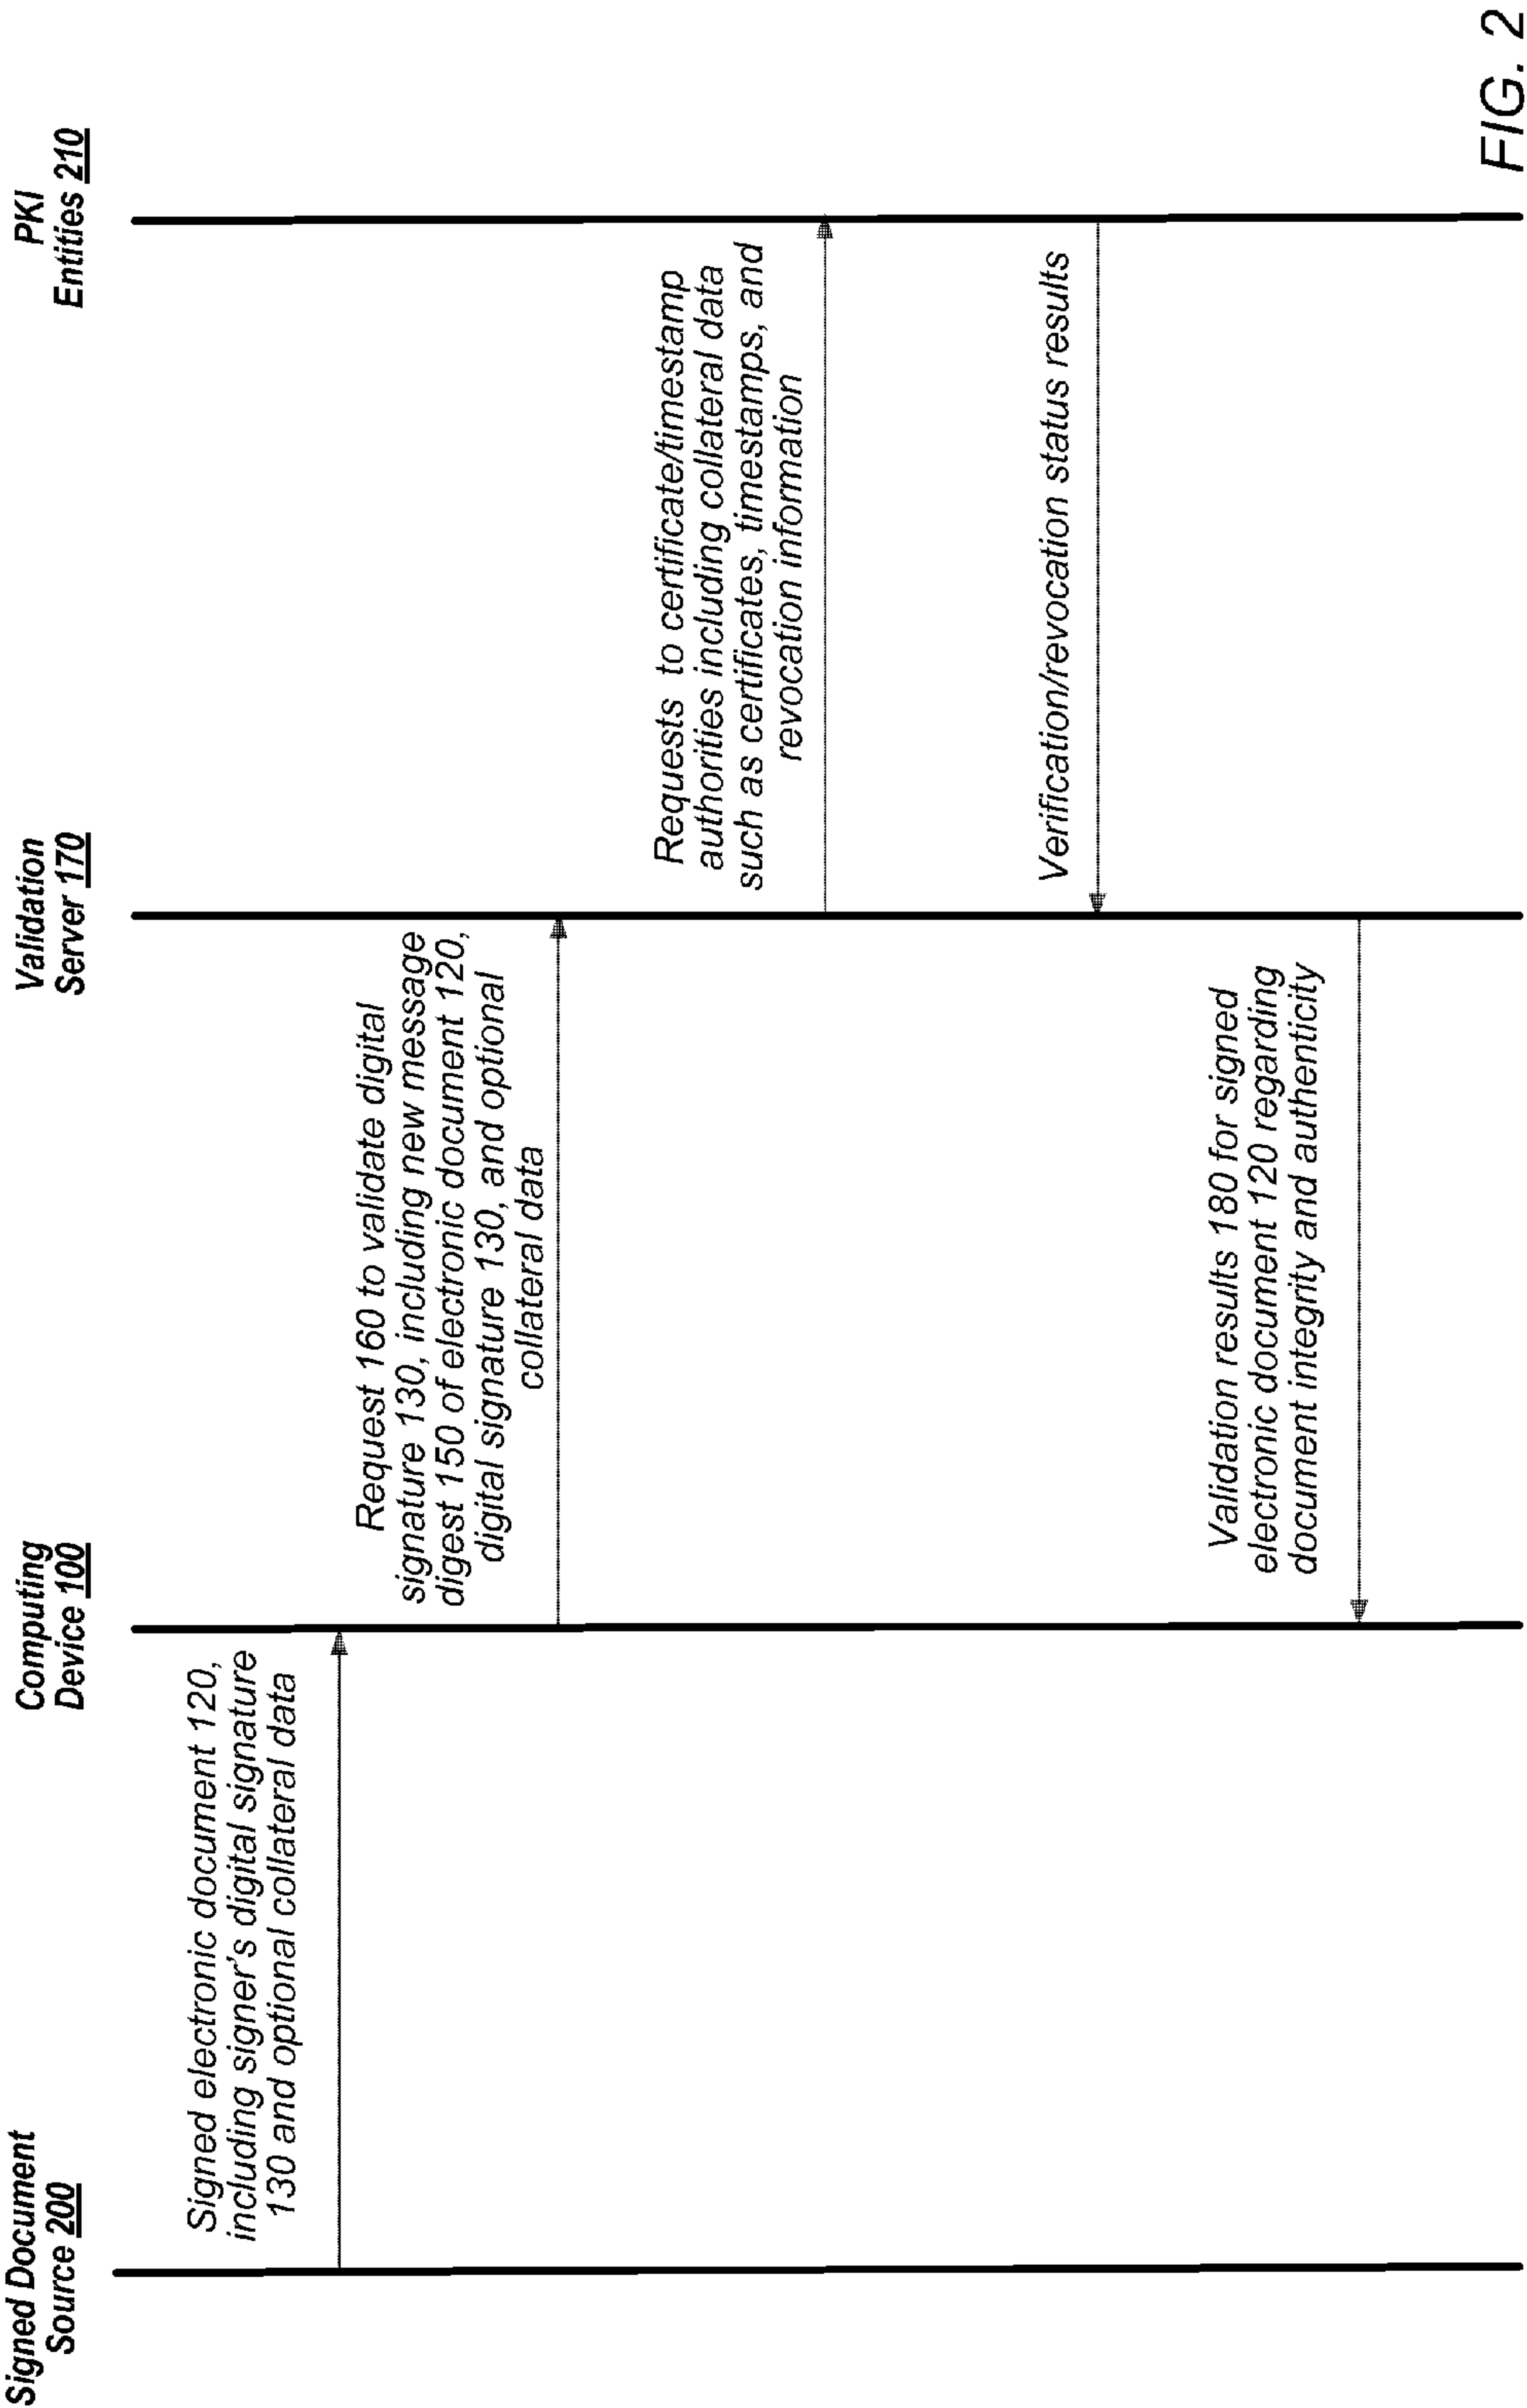 Signed Document
Source 200
Computing
Device 100
Validation
Server 170
PKI
Entities 210
Signed electronic document 120,
including signer's digital signature
130 and optional collateral data
Request 160 to validate digital
signature 130, including new message
digest 150 of electronic document 120,
digital signature 130, and optional
collateral data
Requests to certificate/timestamp
authorities including collateral data
such as certificates, timestamps, and
revocation information
Verification/revocation status results
Validation results 180 for signed
electronic document 120 regarding
document integrity and authenticity
FIG. 2